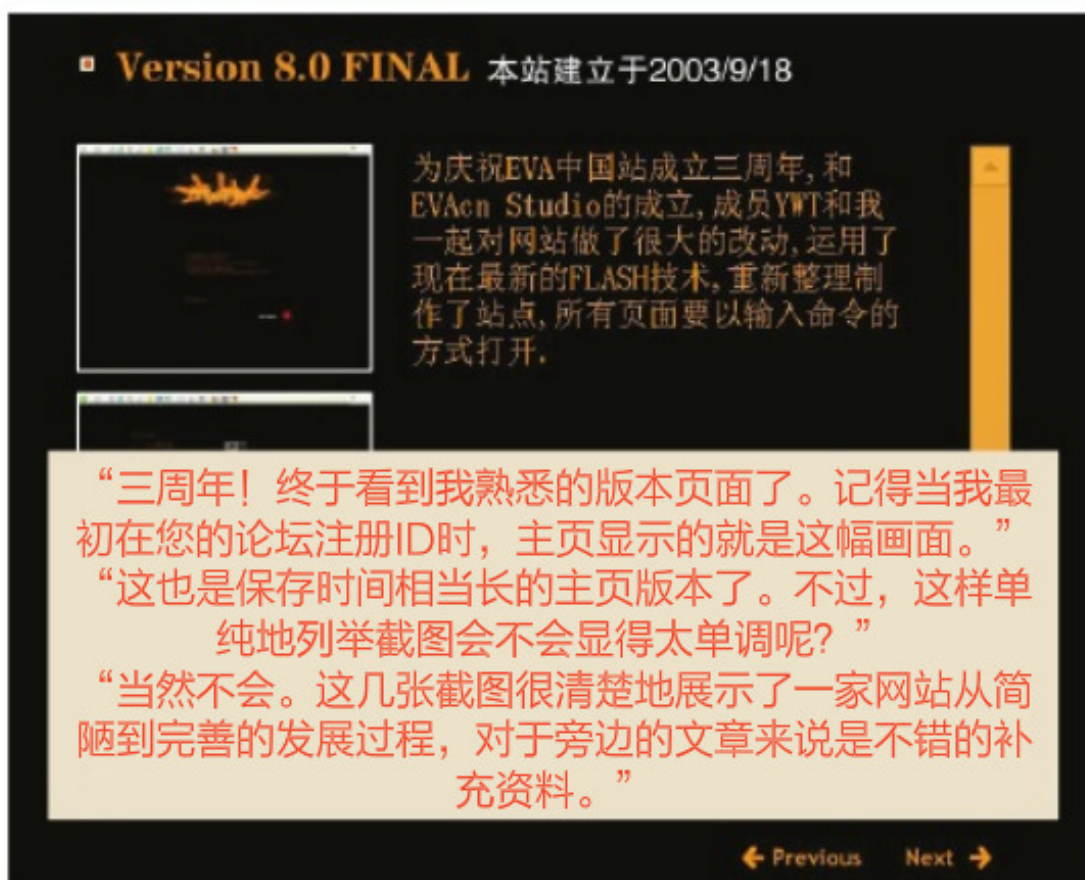 Version 8.0 FINAL 本站建立于2003/9/18
为庆祝EVA中国站成立三周年,和
EVAcn Studio的成立,成员YWT和我
一起对网站做了很大的改动,运用了
现在最新的FLASH技术,重新整理制
作了站点,所有页面要以输入命令的
方式打开.
“三周年!终于看到我熟悉的版本页面了。记得当我最
初在您的论坛注册ID时，主页显示的就是这幅画面。”
“这也是保存时间相当长的主页版本了。不过，这样单
纯地列举截图会不会显得太单调呢？”
“当然不会。这几张截图很清楚地展示了一家网站从简
陋到完善的发展过程，对于旁边的文章来说是不错的补
充资料。”
Previous Next